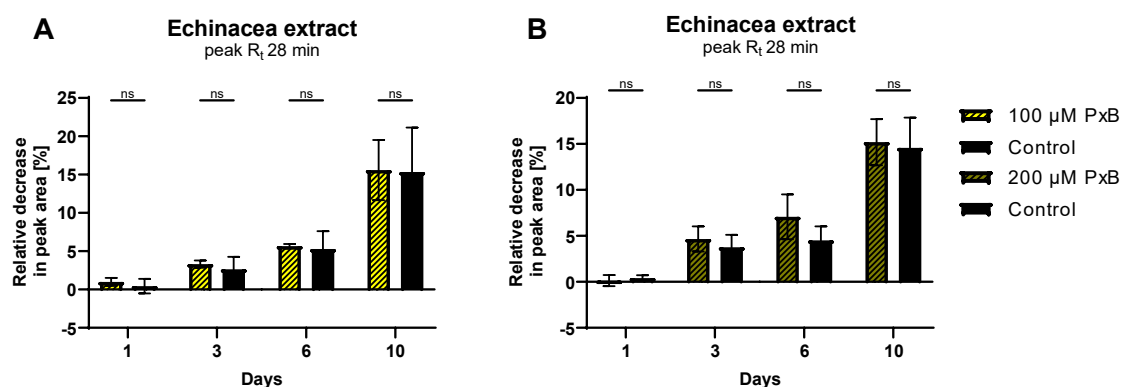 A
Echinacea extract
peak Rt 28 min
ns ns ns ns
Relative decrease
in peak area [%]
25
20
15
10
5
0
-5
1 3 6 10
Days
B
Echinacea extract
peak Rt 28 min
ns ns ns ns
Relative decrease
in peak area [%]
20
15
10
5
0
-5
1 3 6 10
Days
100 µM PxB
Control
200 µM PxB
Control